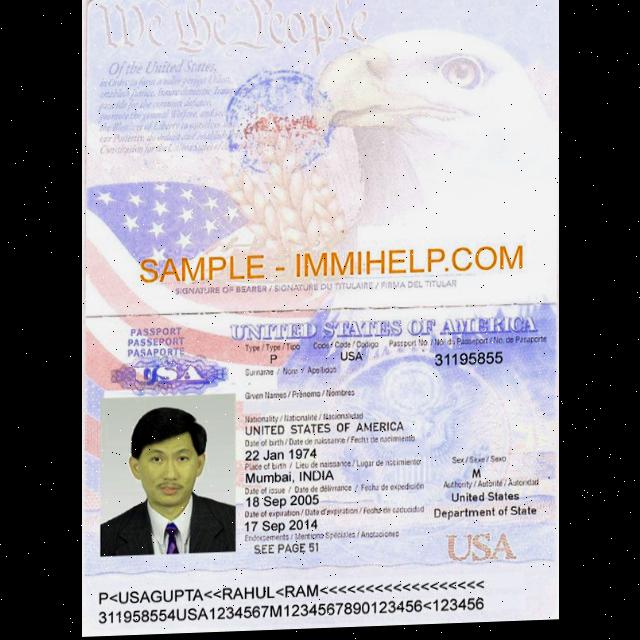 We the People
Of the United States,
SAMPLE - IMMIHELP.COM
SIGNATURE OF BEARER / SIGNATURE DU TITULAIRE / FIRMA DEL TITULAR
PASSPORT
PASSEPORT
PASAPORTE
USA
UNITED STATES OF AMERICA
Type / Type / Tipo Code / Code / Código Passport No. / No. du Passeport / No. de Pasaporte
P USA 31195855
Surname / Nom / Apellidos
Given Names / Prénoms / Nombres
Nationality / Nationalité / Nacionalidad
UNITED STATES OF AMERICA
Date of birth / Date de naissance / Fecha de nacimiento
22 Jan 1974
Place of birth / Lieu de naissance / Lugar de nacimiento Sex / Sexe / Sexo
Mumbai, INDIA M
Date of issue / Date de délivrance / Fecha de expedición Authority / Autorité / Autoridad
18 Sep 2005 United States
Date of expiration / Date d'expiration / Fecha de caducidad Department of State
17 Sep 2014
Endorsements / Mentions Spéciales / Anotaciones
SEE PAGE 51
USA
P<USAGUPTA<<RAHUL<RAM<<<<<<<<<<<<<<<<<<
311958554USA1234567M1234567890123456<123456